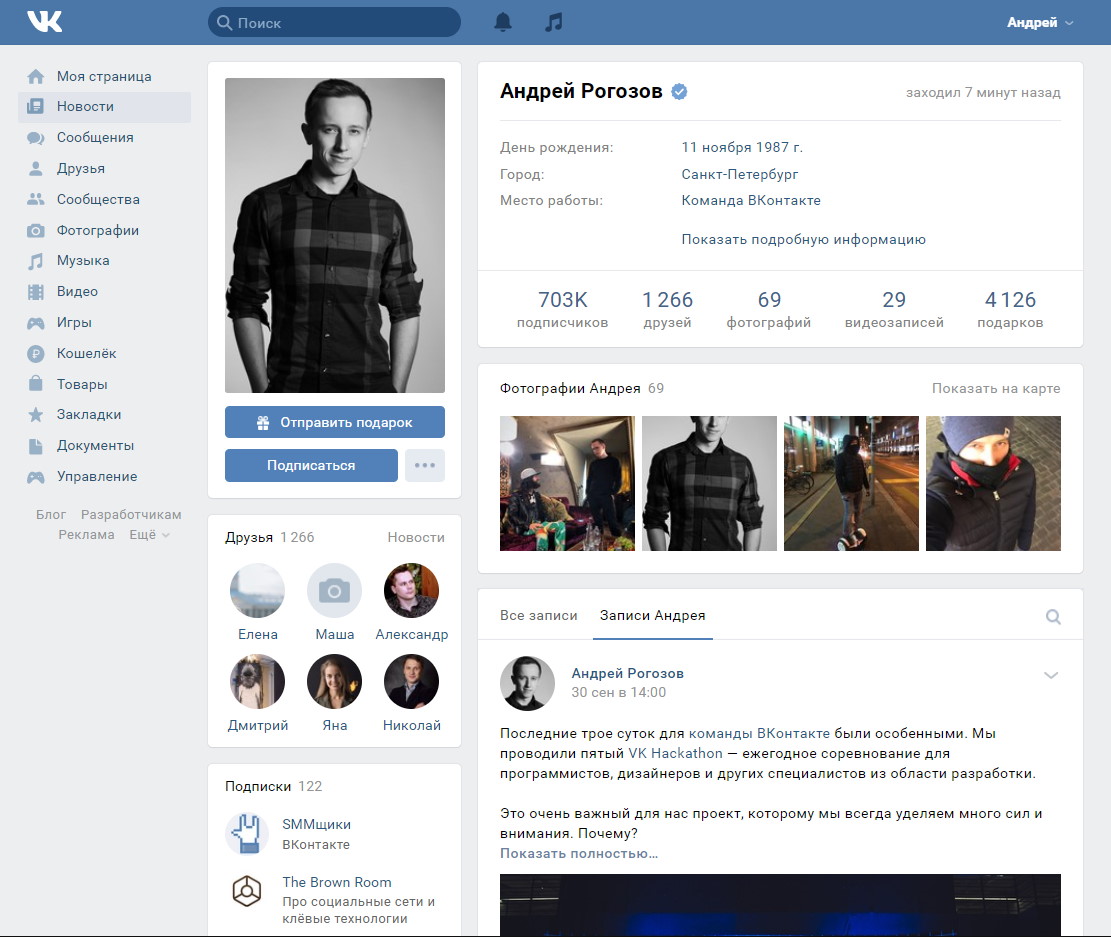 VK
Поиск
Андрей
Моя страница
Новости
Сообщения
Друзья
Сообщества
Фотографии
Музыка
Видео
Игры
Кошелёк
Товары
Закладки
Документы
Управление
Блог Разработчикам
Реклама Ещё
Отправить подарок
Подписаться
Друзья 1 266 Новости
Елена Маша Александр
Дмитрий Яна Николай
Подписки 122
SMMщики
ВКонтакте
The Brown Room
Про социальные сети и
клёвые технологии
Андрей Рогозов заходил 7 минут назад
День рождения: 11 ноября 1987 г.
Город: Санкт-Петербург
Место работы: Команда ВКонтакте
Показать подробную информацию
703K 1 266 69 29 4 126
подписчиков друзей фотографий видеозаписей подарков
Фотографии Андрея 69 Показать на карте
Все записи Записи Андрея
Андрей Рогозов
30 сен в 14:00
Последние трое суток для команды ВКонтакте были особенными. Мы
проводили пятый VK Hackathon — ежегодное соревнование для
программистов, дизайнеров и других специалистов из области разработки.
Это очень важный для нас проект, которому мы всегда уделяем много сил и
внимания. Почему?
Показать полностью…